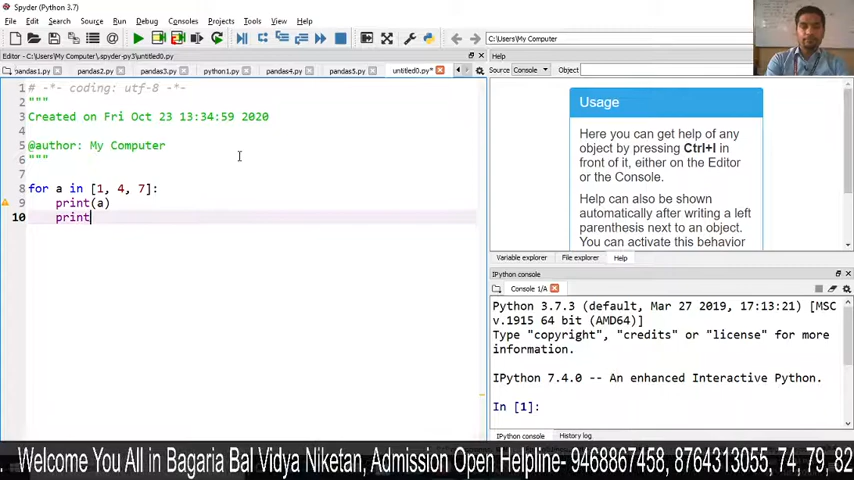 Spyder (Python 3.7)
File Edit Search Source Run Debug Consoles Projects Tools View Help
C:\Users\My Computer
Editor - C:\Users\My Computer\.spyder-py3\untitled0.py
pandas1.py pandas2.py pandas3.py python1.py pandas4.py pandas5.py untitled0.py*
Help
Source Console Object
1 # -*- coding: utf-8 -*-
2 """
3 Created on Fri Oct 23 13:34:59 2020
4
5 @author: My Computer
6 """
7
8 for a in [1, 4, 7]:
9     print(a)
10     print
Usage
Here you can get help of any
object by pressing Ctrl+I in
front of it, either on the Editor
or the Console.
Help can also be shown
automatically after writing a left
parenthesis next to an object.
You can activate this behavior
Variable explorer File explorer Help
IPython console
Console 1/A
Python 3.7.3 (default, Mar 27 2019, 17:13:21) [MSC
v.1915 64 bit (AMD64)]
Type "copyright", "credits" or "license" for more
information.
IPython 7.4.0 -- An enhanced Interactive Python.
In [1]:
IPython console History log
. Welcome You All in Bagaria Bal Vidya Niketan, Admission Open Helpline- 9468867458, 8764313055, 74, 79, 82